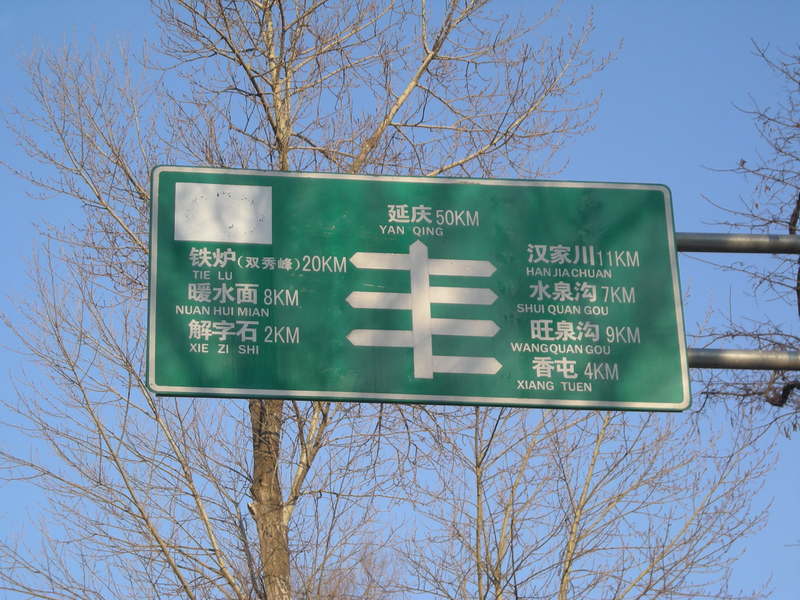 延庆 50KM
YAN QING
铁炉(双秀峰)20KM
TIE LU
暖水面 8KM
NUAN HUI MIAN
解字石 2KM
XIE ZI SHI
汉家川 11KM
HAN JIA CHUAN
水泉沟 7KM
SHUI QUAN GOU
旺泉沟 9KM
WANG QUAN GOU
香屯 4KM
XIANG TUEN